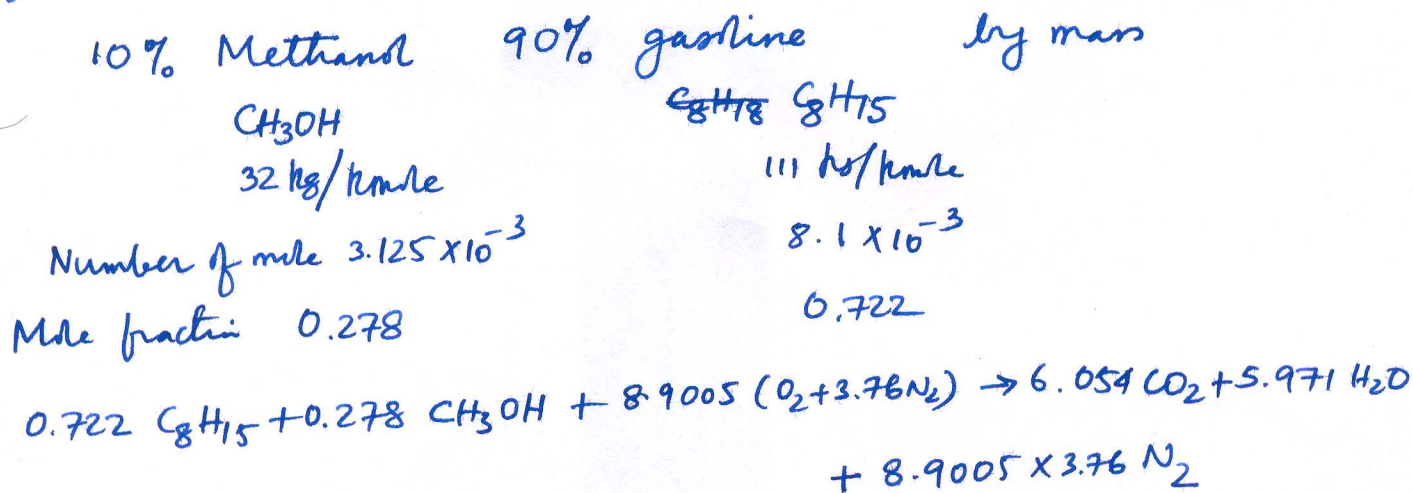 10% Methanol 90% gasoline by mass
CH3OH C8H18 C8H15
32 kg/kmole 111 kg/kmole
Number of mole 3.125 x10^-3 8.1 x10^-3
Mole fraction 0.278 0.722
0.722 C8H15 + 0.278 CH3OH + 8.9005 (O2+3.76N2) → 6.054 CO2 + 5.971 H2O
+ 8.9005 x 3.76 N2